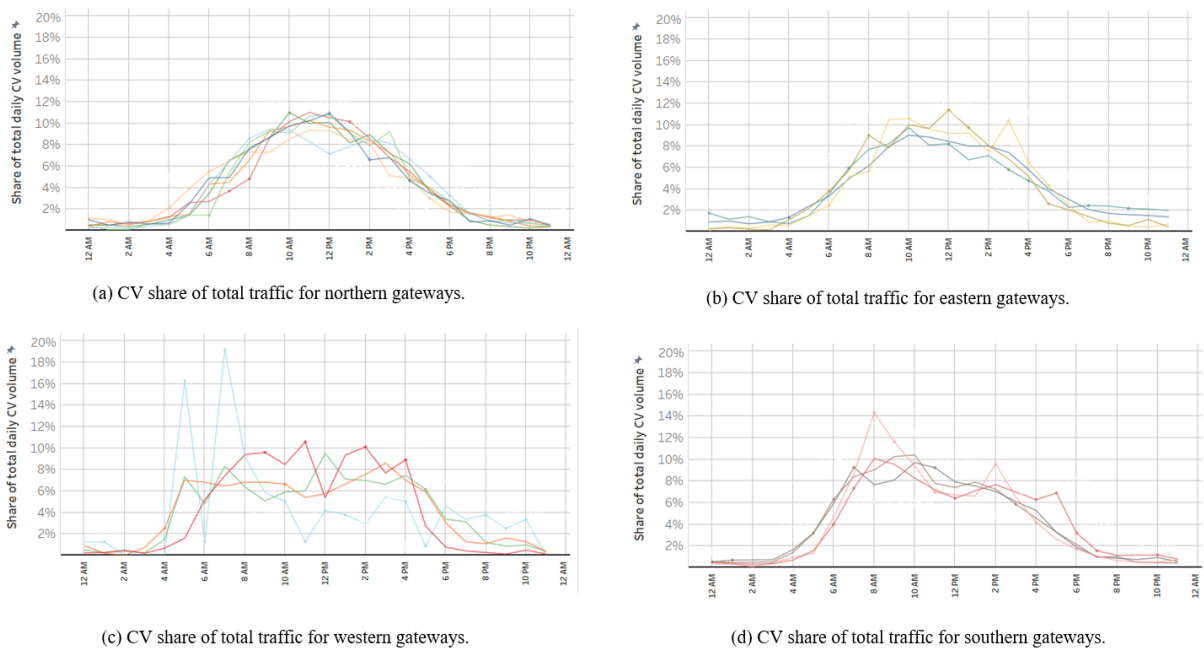 Share of total daily CV volume
20%
18%
16%
14%
12%
10%
8%
6%
4%
2%
12 AM
2 AM
4 AM
6 AM
8 AM
10 AM
12 PM
2 PM
4 PM
6 PM
8 PM
10 PM
12 AM
(a) CV share of total traffic for northern gateways.
Share of total daily CV volume
20%
18%
16%
14%
12%
10%
8%
6%
4%
2%
12 AM
2 AM
4 AM
6 AM
8 AM
10 AM
12 PM
2 PM
4 PM
6 PM
8 PM
10 PM
12 AM
(b) CV share of total traffic for eastern gateways.
Share of total daily CV volume
20%
18%
16%
14%
12%
10%
8%
6%
4%
2%
12 AM
2 AM
4 AM
6 AM
8 AM
10 AM
12 PM
2 PM
4 PM
6 PM
8 PM
10 PM
12 AM
(c) CV share of total traffic for western gateways.
Share of total daily CV volume
20%
18%
16%
14%
12%
10%
8%
6%
4%
2%
12 AM
2 AM
4 AM
6 AM
8 AM
10 AM
12 PM
2 PM
4 PM
6 PM
8 PM
10 PM
12 AM
(d) CV share of total traffic for southern gateways.